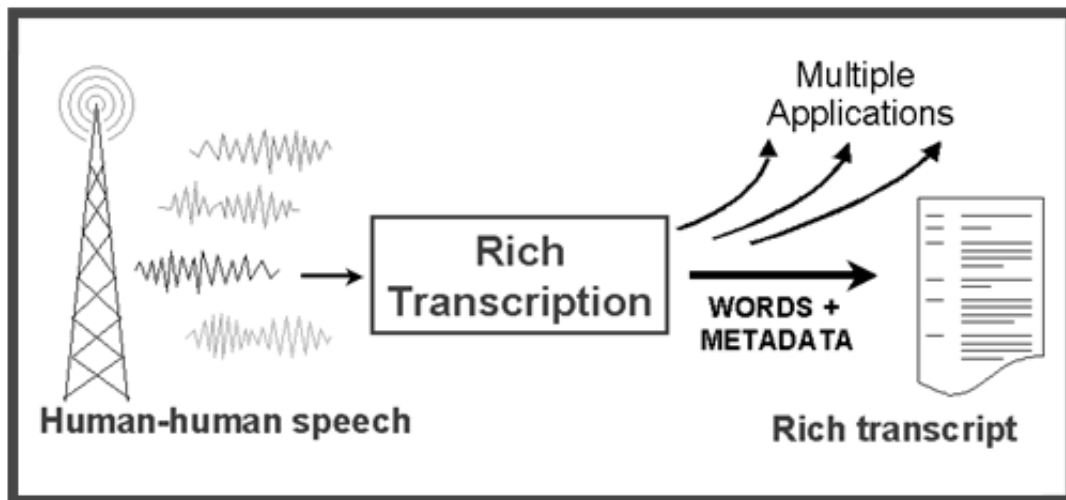 Multiple
Applications
Rich
Transcription
WORDS +
METADATA
Human-human speech
Rich transcript